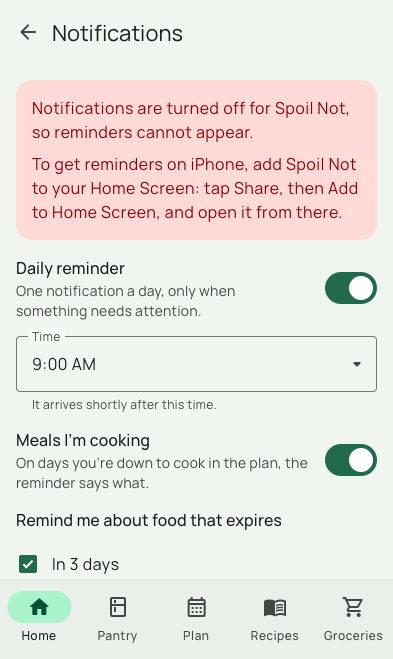 Notifications
Notifications are turned off for Spoil Not,
so reminders cannot appear.
To get reminders on iPhone, add Spoil Not
to your Home Screen: tap Share, then Add
to Home Screen, and open it from there.
Daily reminder
One notification a day, only when
something needs attention.
Time
9:00 AM
It arrives shortly after this time.
Meals I'm cooking
On days you're down to cook in the plan, the
reminder says what.
Remind me about food that expires
In 3 days
Home
Pantry
Plan
Recipes
Groceries